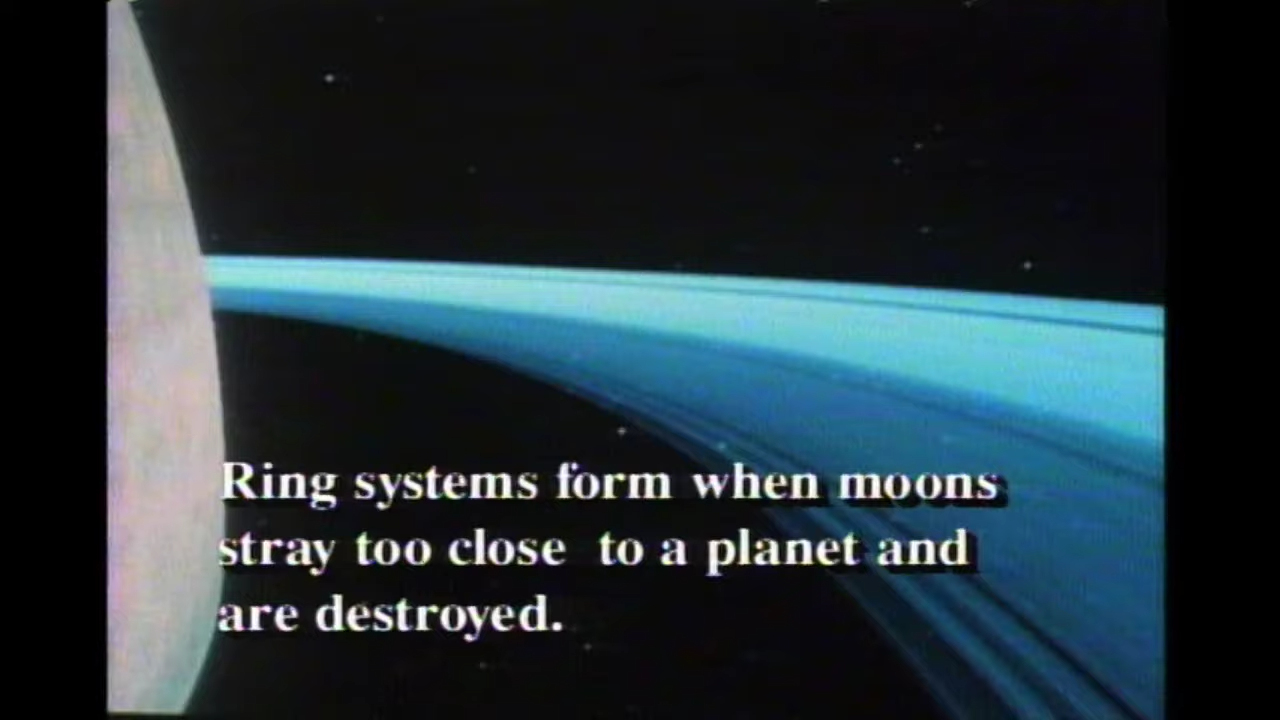 Ring systems form when moons
stray too close to a planet and
are destroyed.